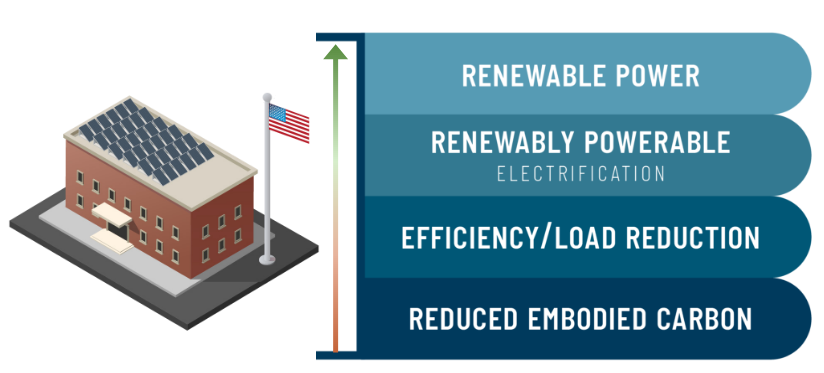 RENEWABLE POWER
RENEWABLY POWERABLE
ELECTRIFICATION
EFFICIENCY/LOAD REDUCTION
REDUCED EMBODIED CARBON